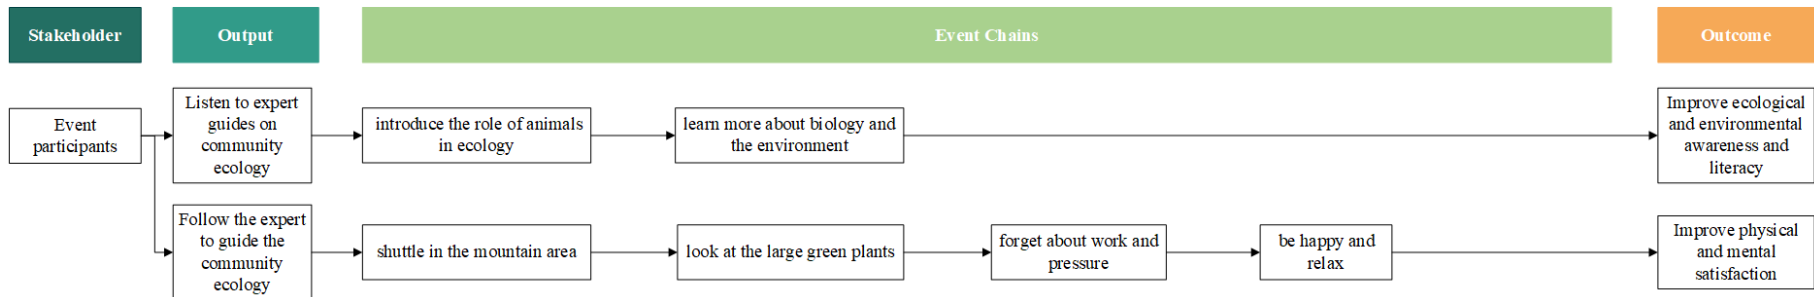 Stakeholder
Output
Event Chains
Outcome
Event
participants
Listen to expert
guides on
community
ecology
introduce the role of animals
in ecology
learn more about biology and
the environment
Improve ecological
and environmental
awareness and
literacy
Follow the expert
to guide the
community
ecology
shuttle in the mountain area
look at the large green plants
forget about work and
pressure
be happy and
relax
Improve physical
and mental
satisfaction